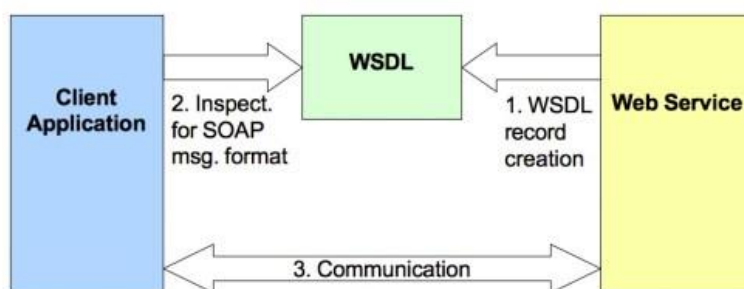 Client
Application
2. Inspect.
for SOAP
msg. format
WSDL
1. WSDL
record
creation
Web Service
3. Communication